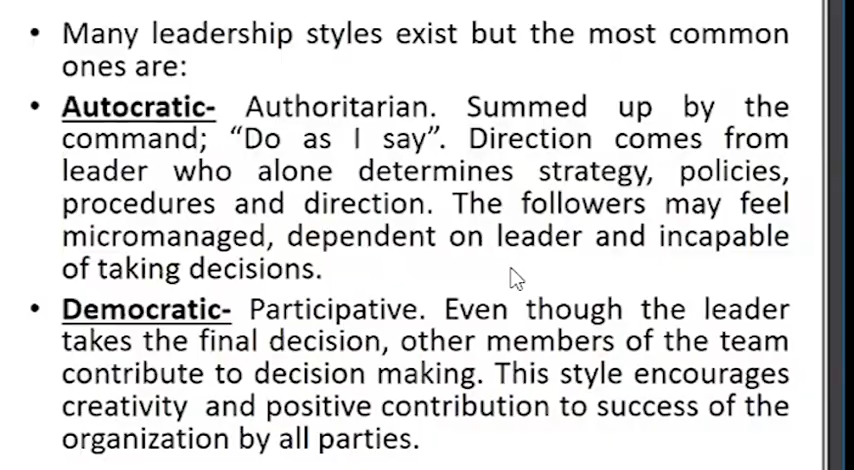 • Many leadership styles exist but the most common
ones are:
• Autocratic- Authoritarian. Summed up by the
command; “Do as I say”. Direction comes from
leader who alone determines strategy, policies,
procedures and direction. The followers may feel
micromanaged, dependent on leader and incapable
of taking decisions.
• Democratic- Participative. Even though the leader
takes the final decision, other members of the team
contribute to decision making. This style encourages
creativity and positive contribution to success of the
organization by all parties.